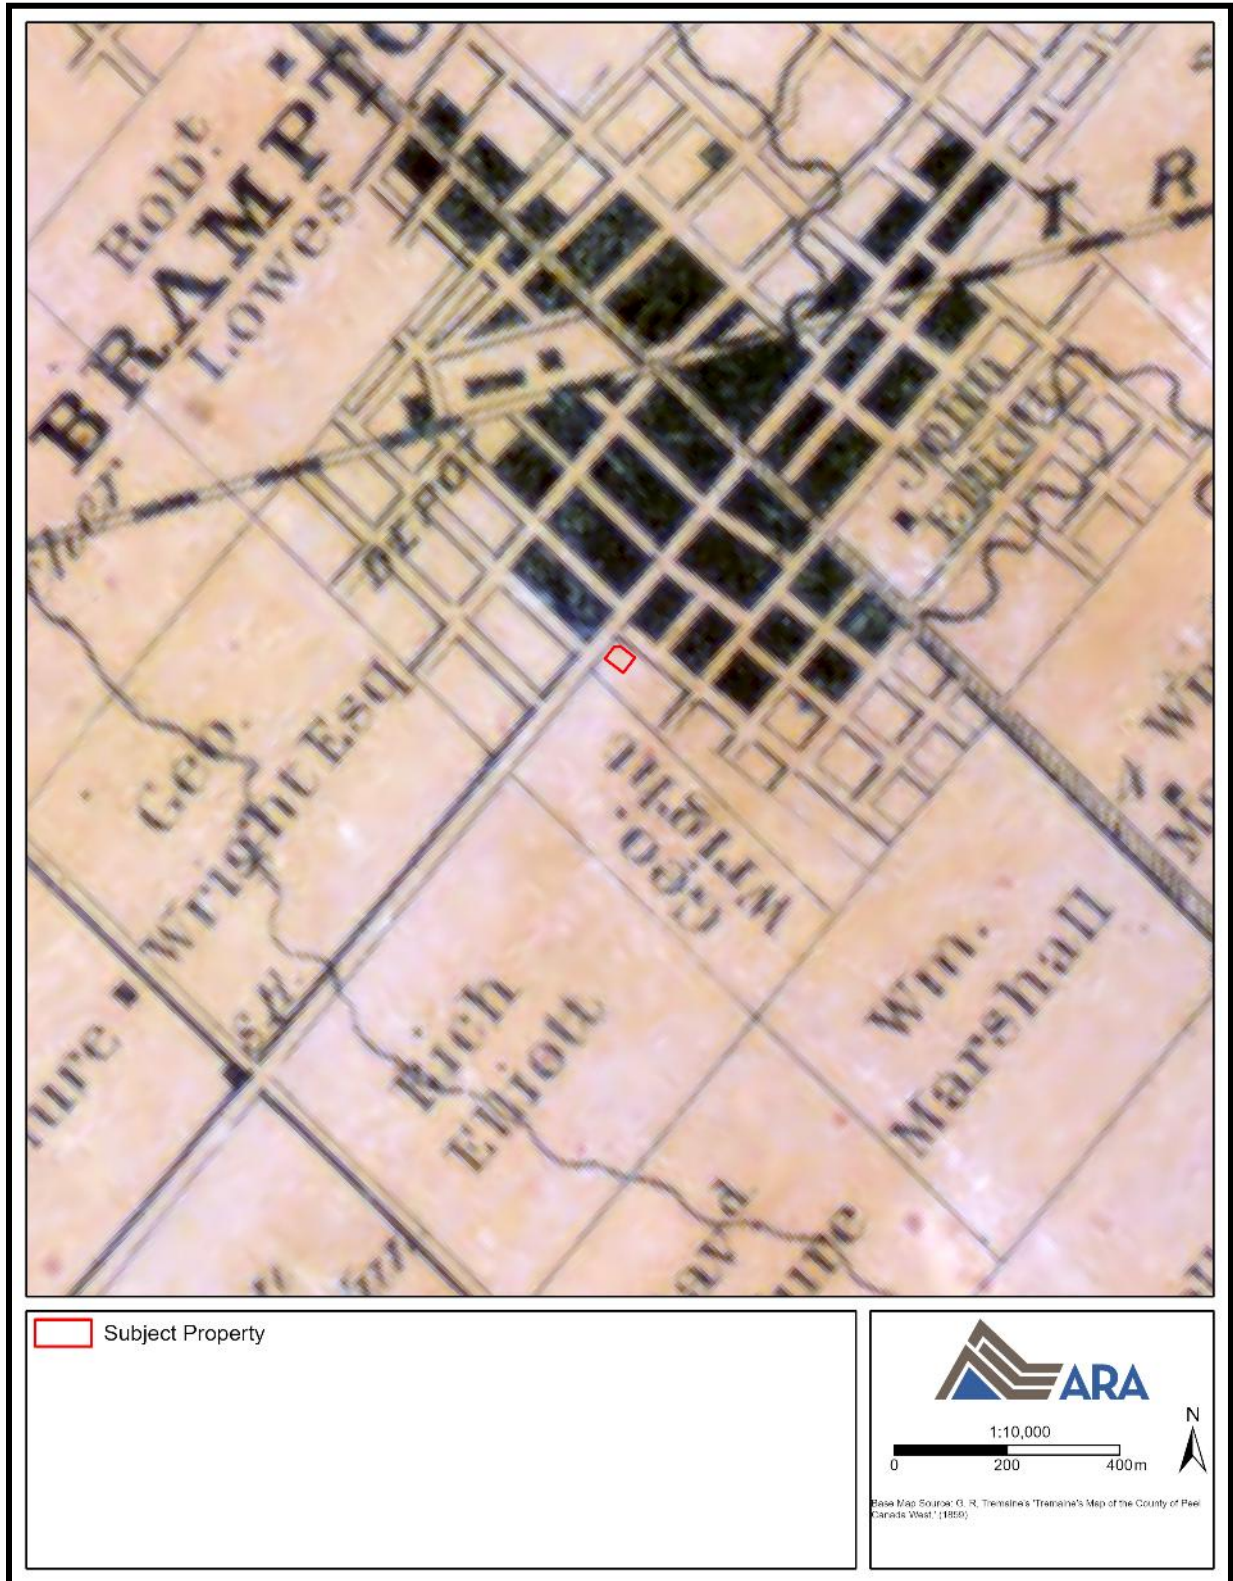 BRAMPTO
Robt
Lowes
T R
DEPOT
John
Elliott
Geo.
Wright Esq
Geo.
Wright
S.H.
Rich
Elliott
Wm.
Marshall
Subject Property
ARA
N
1:10,000
0 200 400m
Base Map Source: G. R. Tremaine's 'Tremaine's Map of the County of Peel
Canada West,' (1859)